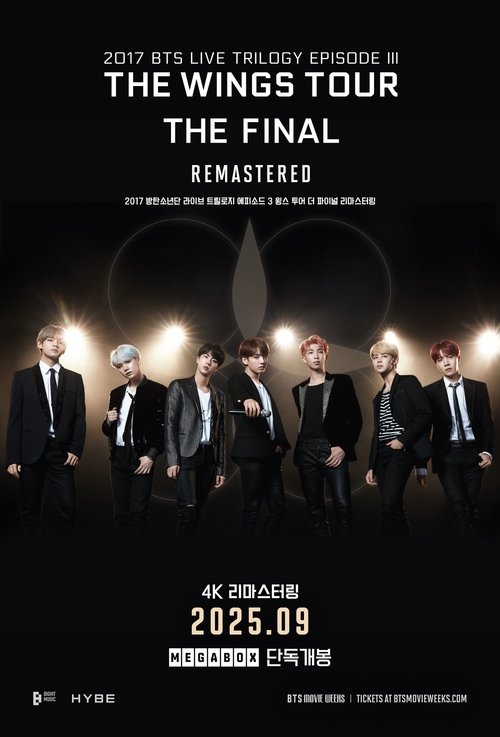 2017 BTS LIVE TRILOGY EPISODE III
THE WINGS TOUR
THE FINAL
REMASTERED
2017 방탄소년단 라이브 트릴로지 에피소드 3 윙스 투어 더 파이널 리마스터링
4K 리마스터링
2025.09
MEGABOX 단독개봉
BIGHIT MUSIC HYBE BTS MOVIE WEEKS | TICKETS AT BTSMOVIEWEEKS.COM